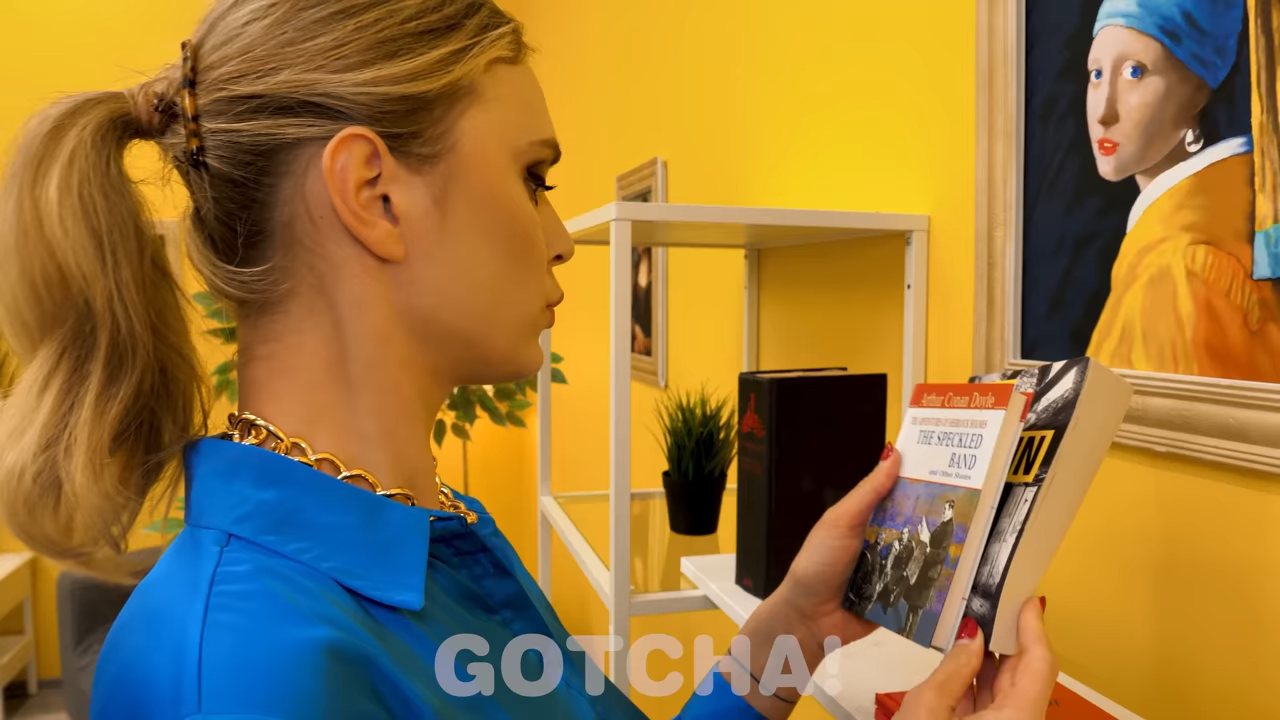 Arthur Conan Doyle
THE ADVENTURES OF SHERLOCK HOLMES
THE SPECKLED
BAND
and Other Stories
N
GOTCHA!